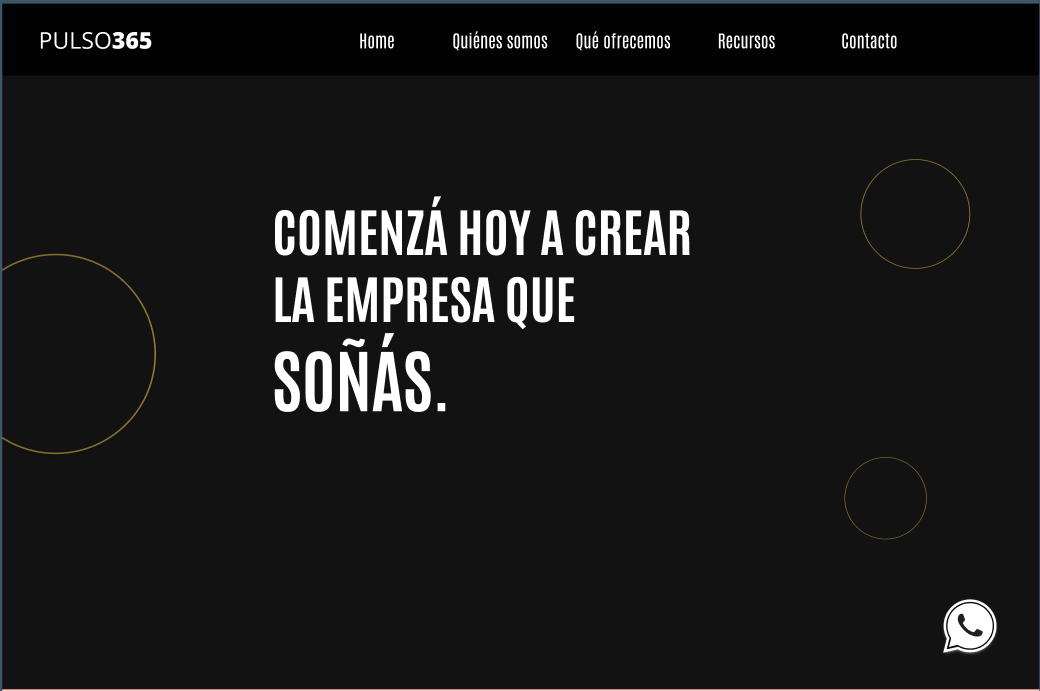 PULSO365
Home Quiénes somos Qué ofrecemos Recursos Contacto
COMENZÁ HOY A CREAR
LA EMPRESA QUE
SOÑÁS.